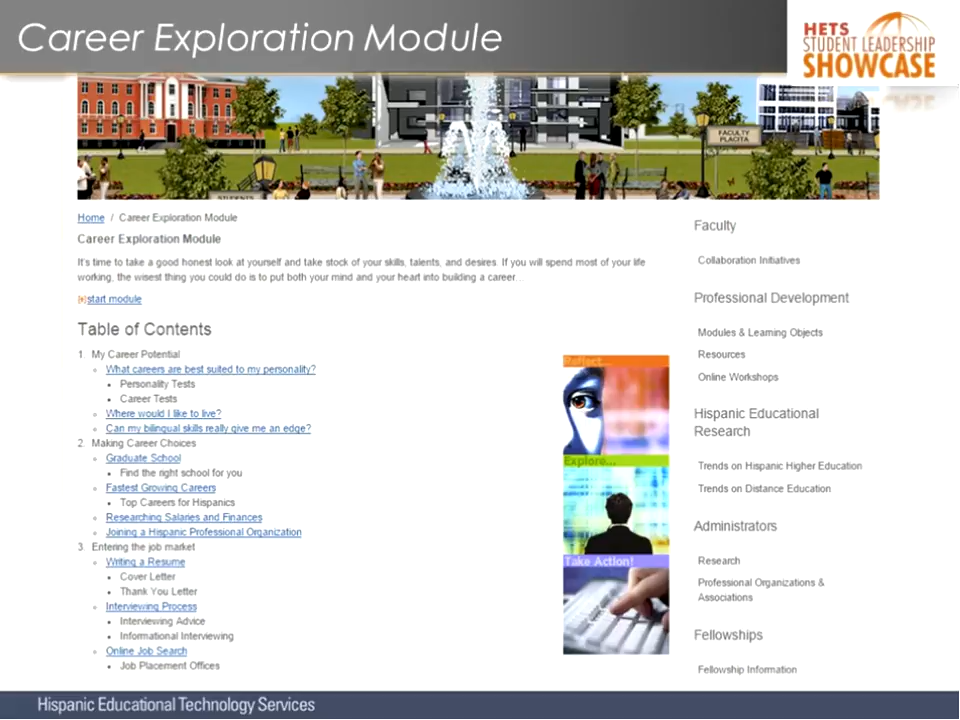 Career Exploration Module
HETS
STUDENT LEADERSHIP
SHOWCASE
FACULTY
PLACITA
STUDENTS
Home / Career Exploration Module
Career Exploration Module
It's time to take a good honest look at yourself and take stock of your skills, talents, and desires. If you will spend most of your life
working, the wisest thing you could do is to put both your mind and your heart into building a career...
start module
Table of Contents
1. My Career Potential
What careers are best suited to my personality?
Personality Tests
Career Tests
Where would I like to live?
Can my bilingual skills really give me an edge?
2. Making Career Choices
Graduate School
Find the right school for you
Fastest Growing Careers
Top Careers for Hispanics
Researching Salaries and Finances
Joining a Hispanic Professional Organization
3. Entering the job market
Writing a Resume
Cover Letter
Thank You Letter
Interviewing Process
Interviewing Advice
Informational Interviewing
Online Job Search
Job Placement Offices
Reflect...
Explore...
Take Action!
Faculty
Collaboration Initiatives
Professional Development
Modules & Learning Objects
Resources
Online Workshops
Hispanic Educational
Research
Trends on Hispanic Higher Education
Trends on Distance Education
Administrators
Research
Professional Organizations &
Associations
Fellowships
Fellowship Information
Hispanic Educational Technology Services